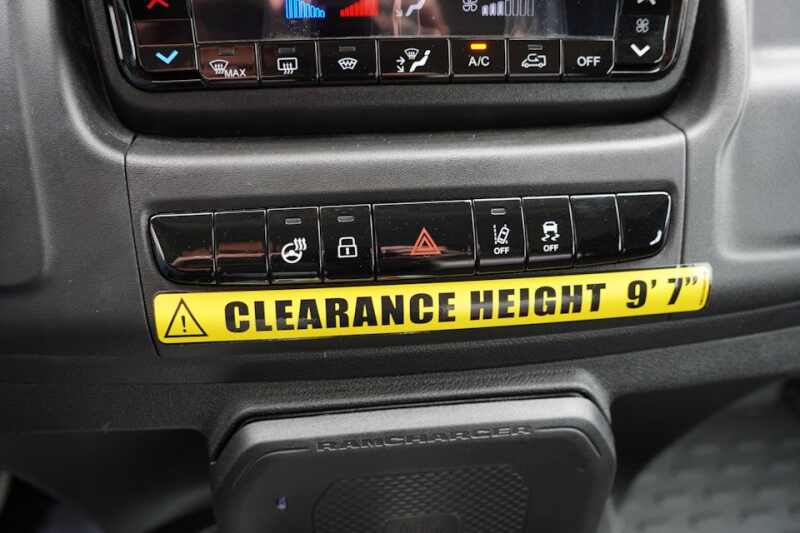 MAX
A/C
OFF
OFF
OFF
CLEARANCE HEIGHT 9' 7"
RAMCHARGER